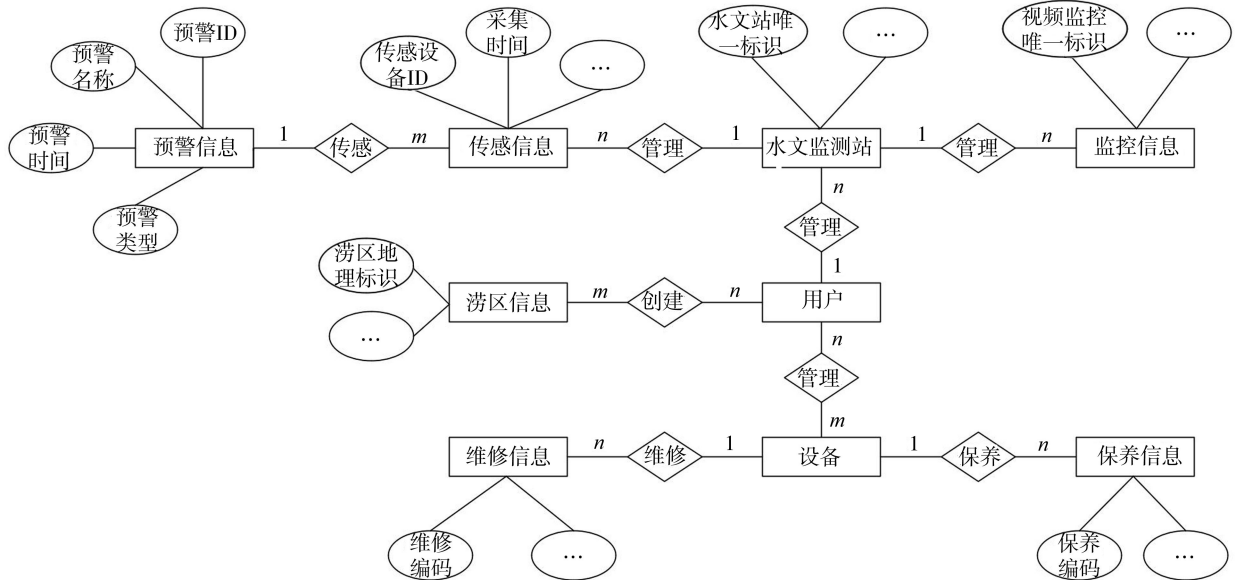 预警ID
预警
名称
预警
时间
预警
类型
预警信息
1
传感
m
采集
时间
传感设
备ID
…
传感信息
n
管理
1
水文站唯
一标识
…
水文监测站
1
管理
n
视频监控
唯一标识
…
监控信息
n
管理
1
涝区地
理标识
…
涝区信息
m
创建
n
用户
n
管理
m
维修信息
n
维修
1
设备
1
保养
n
保养信息
维修
编码
…
保养
编码
…